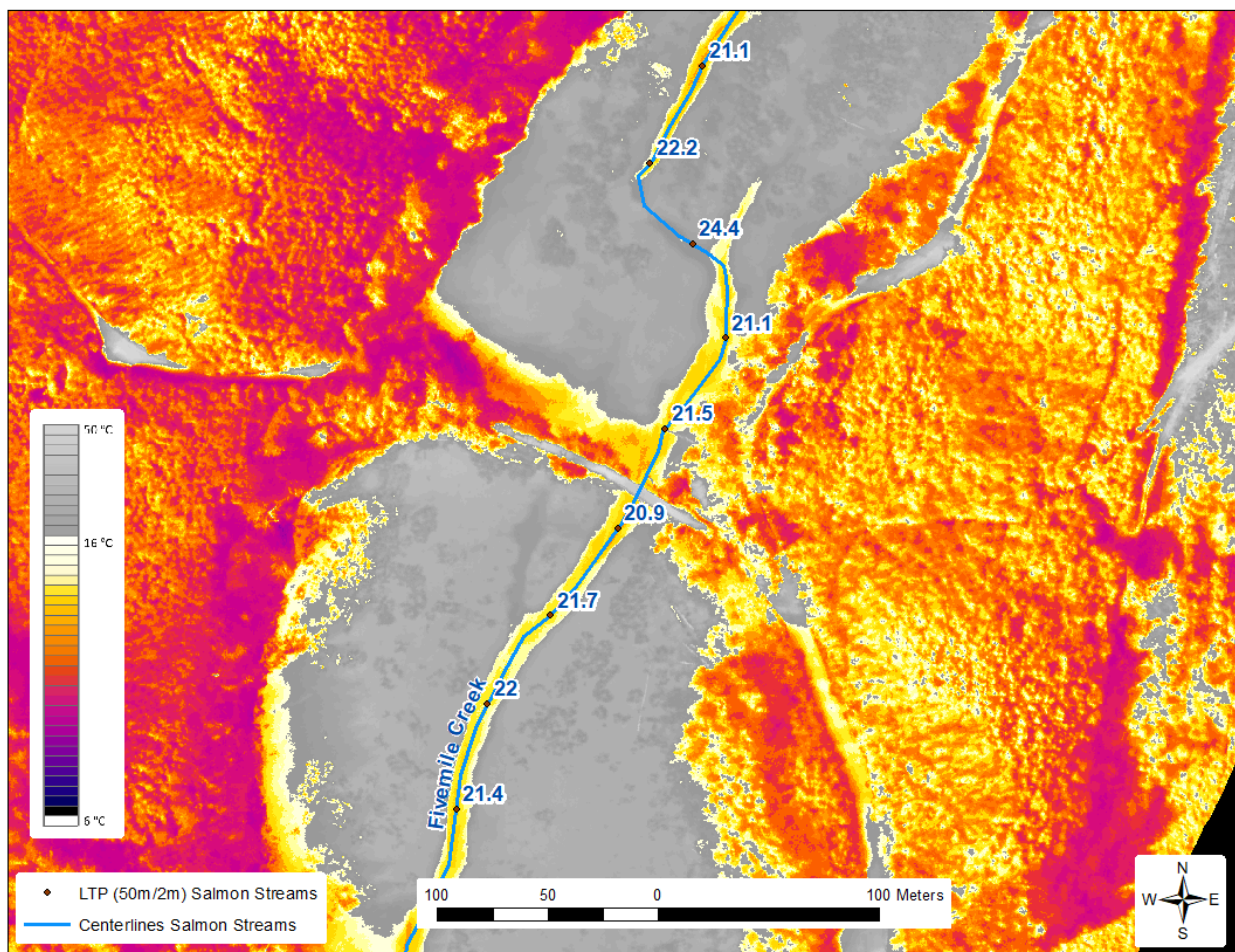 21.1
22.2
24.4
21.1
21.5
20.9
21.7
22
Fivemile Creek
21.4
50 °C
16 °C
6 °C
LTP (50m/2m) Salmon Streams
Centerlines Salmon Streams
100 50 0 100 Meters
N
W E
S